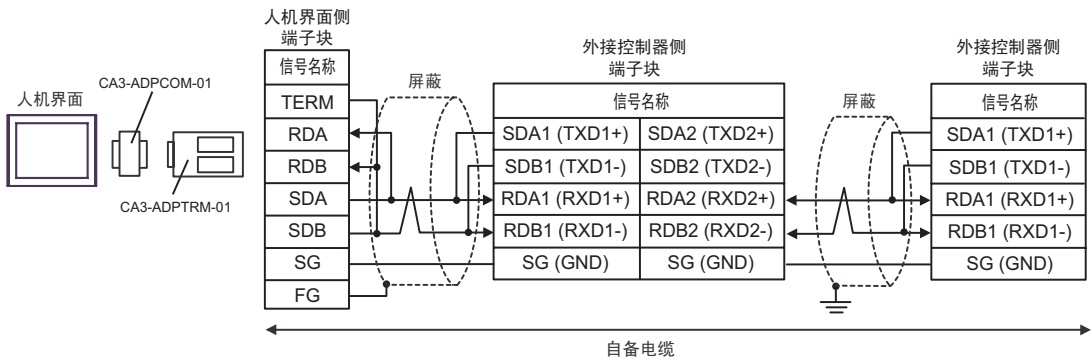 人机界面
CA3-ADPCOM-01
CA3-ADPTRM-01
人机界面侧
端子块
信号名称
TERM
RDA
RDB
SDA
SDB
SG
FG
屏蔽
外接控制器侧
端子块
信号名称
SDA1 (TXD1+) SDA2 (TXD2+)
SDB1 (TXD1-) SDB2 (TXD2-)
RDA1 (RXD1+) RDA2 (RXD2+)
RDB1 (RXD1-) RDB2 (RXD2-)
SG (GND) SG (GND)
屏蔽
外接控制器侧
端子块
信号名称
SDA1 (TXD1+)
SDB1 (TXD1-)
RDA1 (RXD1+)
RDB1 (RXD1-)
SG (GND)
自备电缆